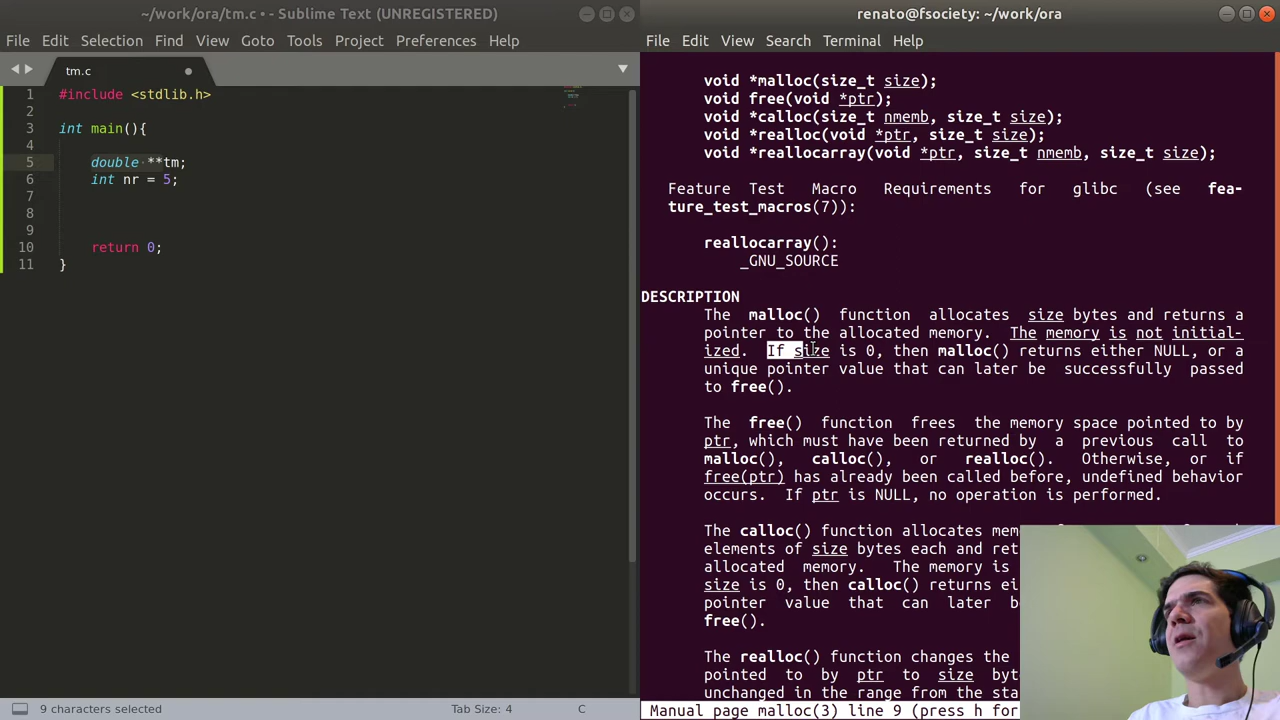 ~/work/ora/tm.c • - Sublime Text (UNREGISTERED)
File Edit Selection Find View Goto Tools Project Preferences Help
tm.c
1 #include <stdlib.h>
2
3 int main(){
4
5 double **tm;
6 int nr = 5;
7
8
9
10 return 0;
11 }
9 characters selected Tab Size: 4 C
renato@fsociety: ~/work/ora
File Edit View Search Terminal Help
void *malloc(size_t size);
void free(void *ptr);
void *calloc(size_t nmemb, size_t size);
void *realloc(void *ptr, size_t size);
void *reallocarray(void *ptr, size_t nmemb, size_t size);
Feature Test Macro Requirements for glibc (see fea-
ture_test_macros(7)):
reallocarray():
_GNU_SOURCE
DESCRIPTION
The malloc() function allocates size bytes and returns a
pointer to the allocated memory. The memory is not initial-
ized. If size is 0, then malloc() returns either NULL, or a
unique pointer value that can later be successfully passed
to free().
The free() function frees the memory space pointed to by
ptr, which must have been returned by a previous call to
malloc(), calloc(), or realloc(). Otherwise, or if
free(ptr) has already been called before, undefined behavior
occurs. If ptr is NULL, no operation is performed.
The calloc() function allocates
elements of size bytes each and
allocated memory. The memory is
size is 0, then calloc() returns
pointer value that can later
free().
The realloc() function changes the
pointed to by ptr to size
unchanged in the range from the
Manual page malloc(3) line 9 (press h for